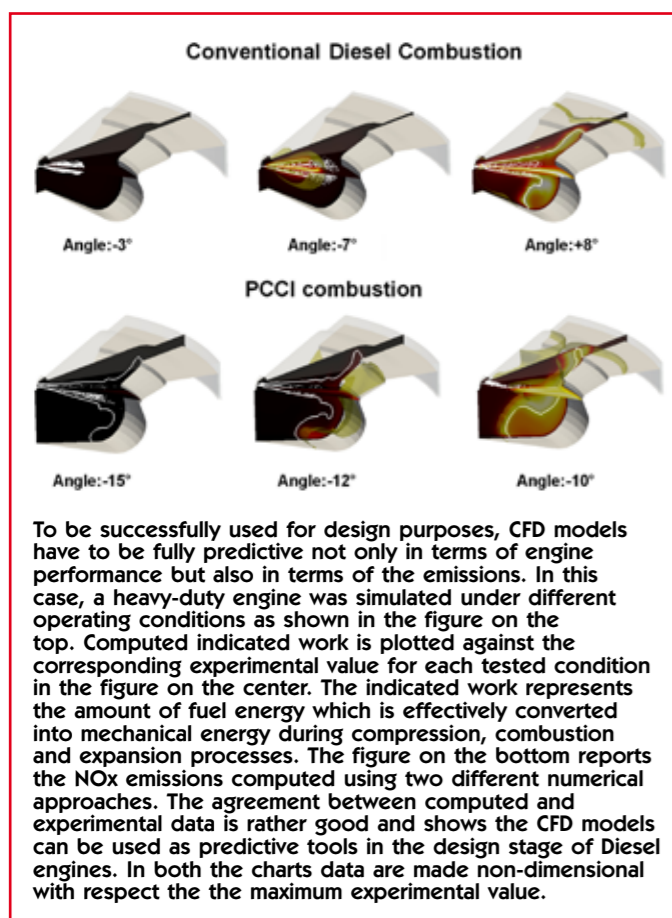 Conventional Diesel Combustion
Angle:-3°
Angle:-7°
Angle:+8°
PCCI combustion
Angle:-15°
Angle:-12°
Angle:-10°
To be successfully used for design purposes, CFD models
have to be fully predictive not only in terms of engine
performance but also in terms of the emissions. In this
case, a heavy-duty engine was simulated under different
operating conditions as shown in the figure on the
top. Computed indicated work is plotted against the
corresponding experimental value for each tested condition
in the figure on the center. The indicated work represents
the amount of fuel energy which is effectively converted
into mechanical energy during compression, combustion
and expansion processes. The figure on the bottom reports
the NOx emissions computed using two different numerical
approaches. The agreement between computed and
experimental data is rather good and shows the CFD models
can be used as predictive tools in the design stage of Diesel
engines. In both the charts data are made non-dimensional
with respect the the maximum experimental value.